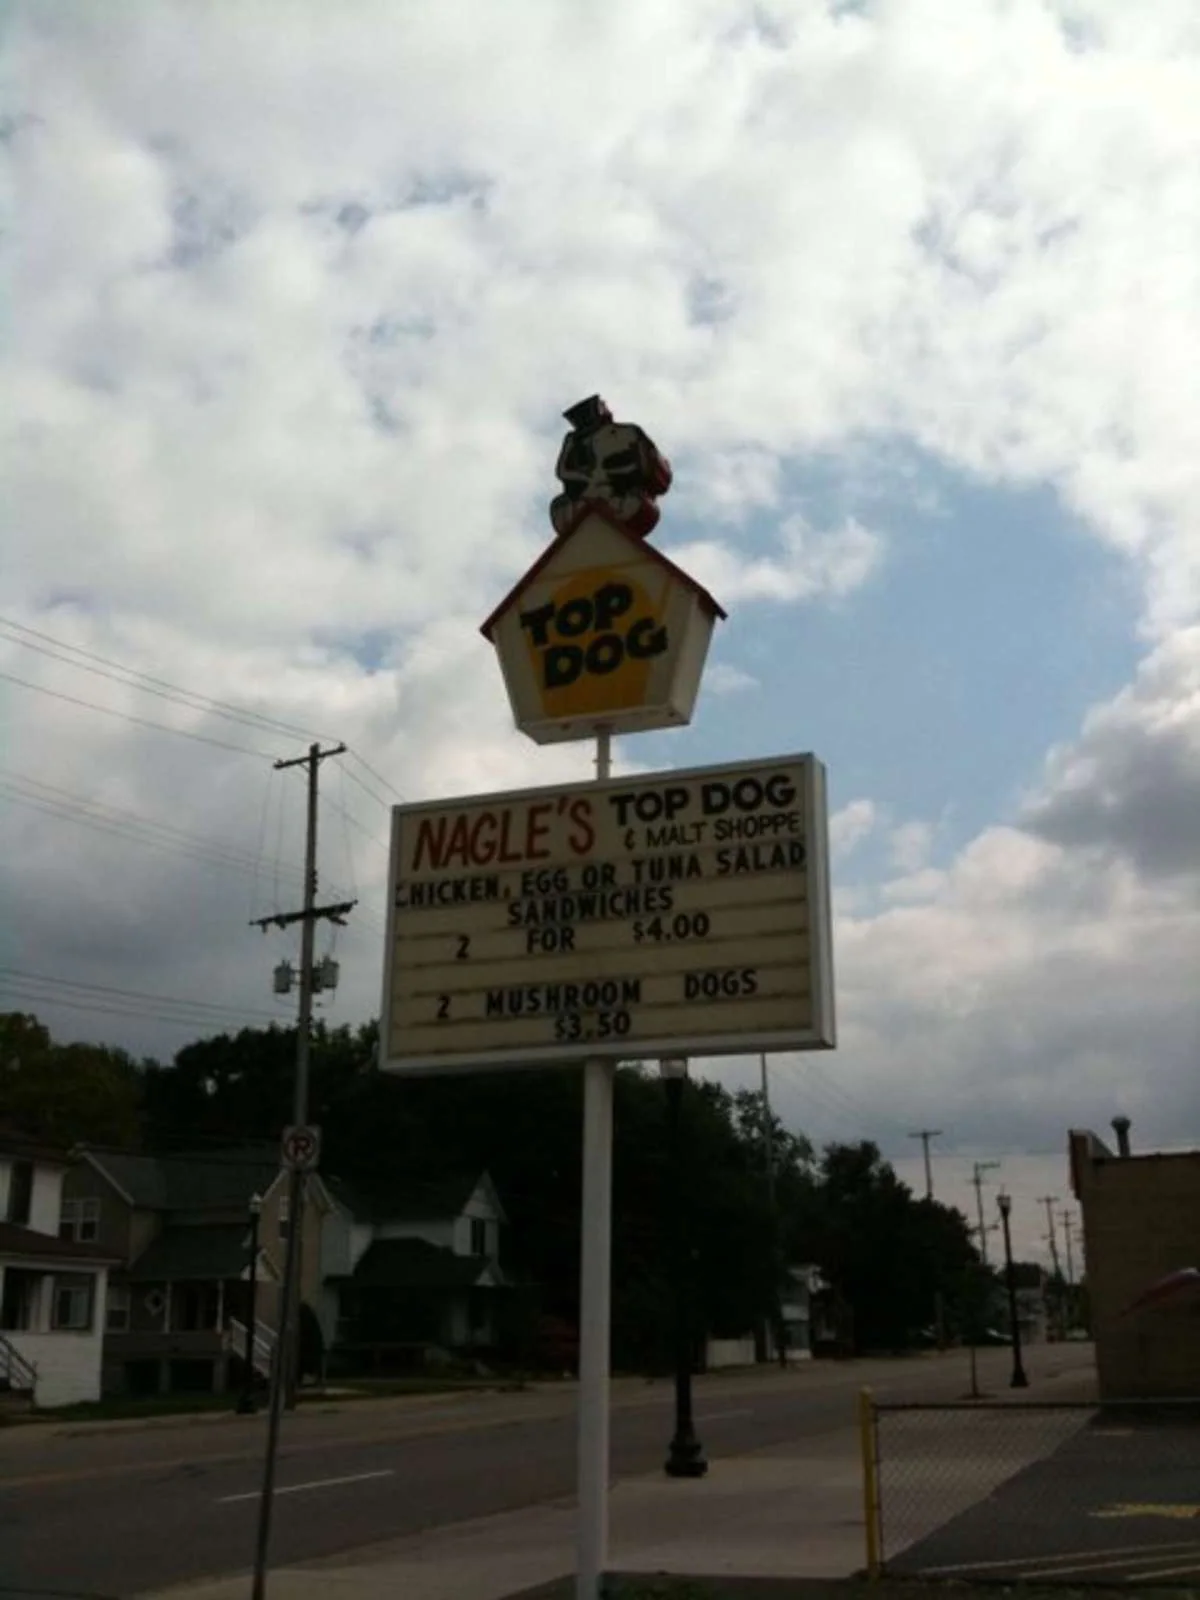 TOP
DOG
NAGLE'S TOP DOG
& MALT SHOPPE
CHICKEN, EGG OR TUNA SALAD
SANDWICHES
2 FOR $4.00
2 MUSHROOM DOGS
$3.50
P